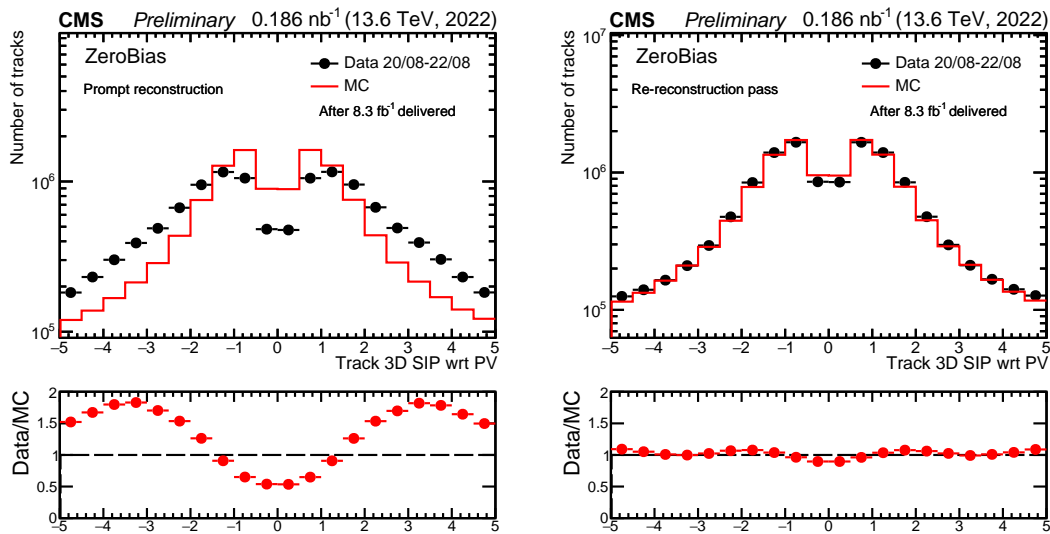 CMS Preliminary 0.186 nb⁻¹ (13.6 TeV, 2022)
Number of tracks
ZeroBias
Prompt reconstruction
Data 20/08-22/08
MC
After 8.3 fb⁻¹ delivered
10⁶
10⁵
−5 −4 −3 −2 −1 0 1 2 3 4 5
Track 3D SIP wrt PV
Data/MC
2
1.5
1
0.5
0
−5 −4 −3 −2 −1 0 1 2 3 4 5
CMS Preliminary 0.186 nb⁻¹ (13.6 TeV, 2022)
Number of tracks
10⁷
ZeroBias
Re-reconstruction pass
Data 20/08-22/08
MC
After 8.3 fb⁻¹ delivered
10⁶
10⁵
−5 −4 −3 −2 −1 0 1 2 3 4 5
Track 3D SIP wrt PV
Data/MC
2
1.5
1
0.5
0
−5 −4 −3 −2 −1 0 1 2 3 4 5